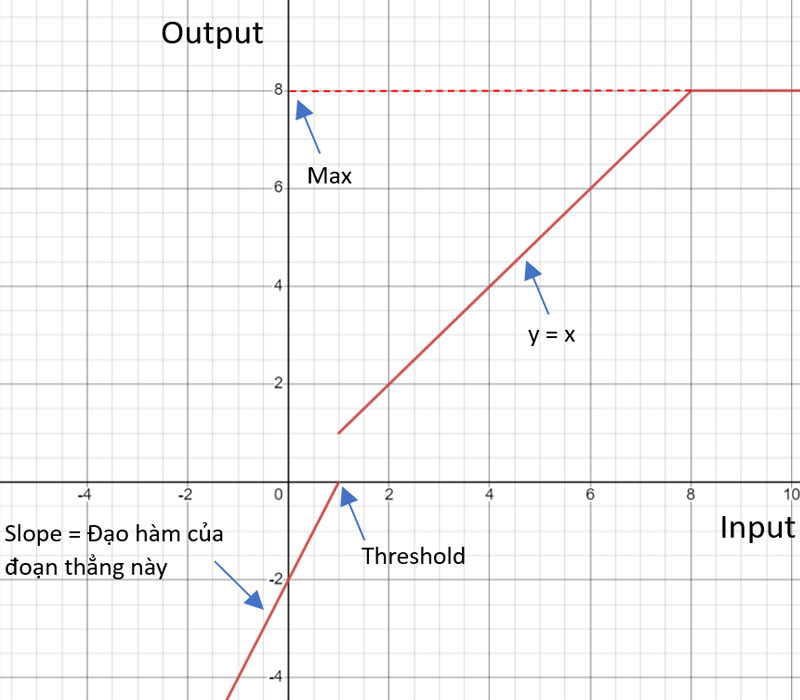 Output
8
Max
6
4
y = x
2
-4
-2
0
2
4
6
8
10
Input
Slope = Đạo hàm của
đoạn thẳng này
Threshold
-2
-4